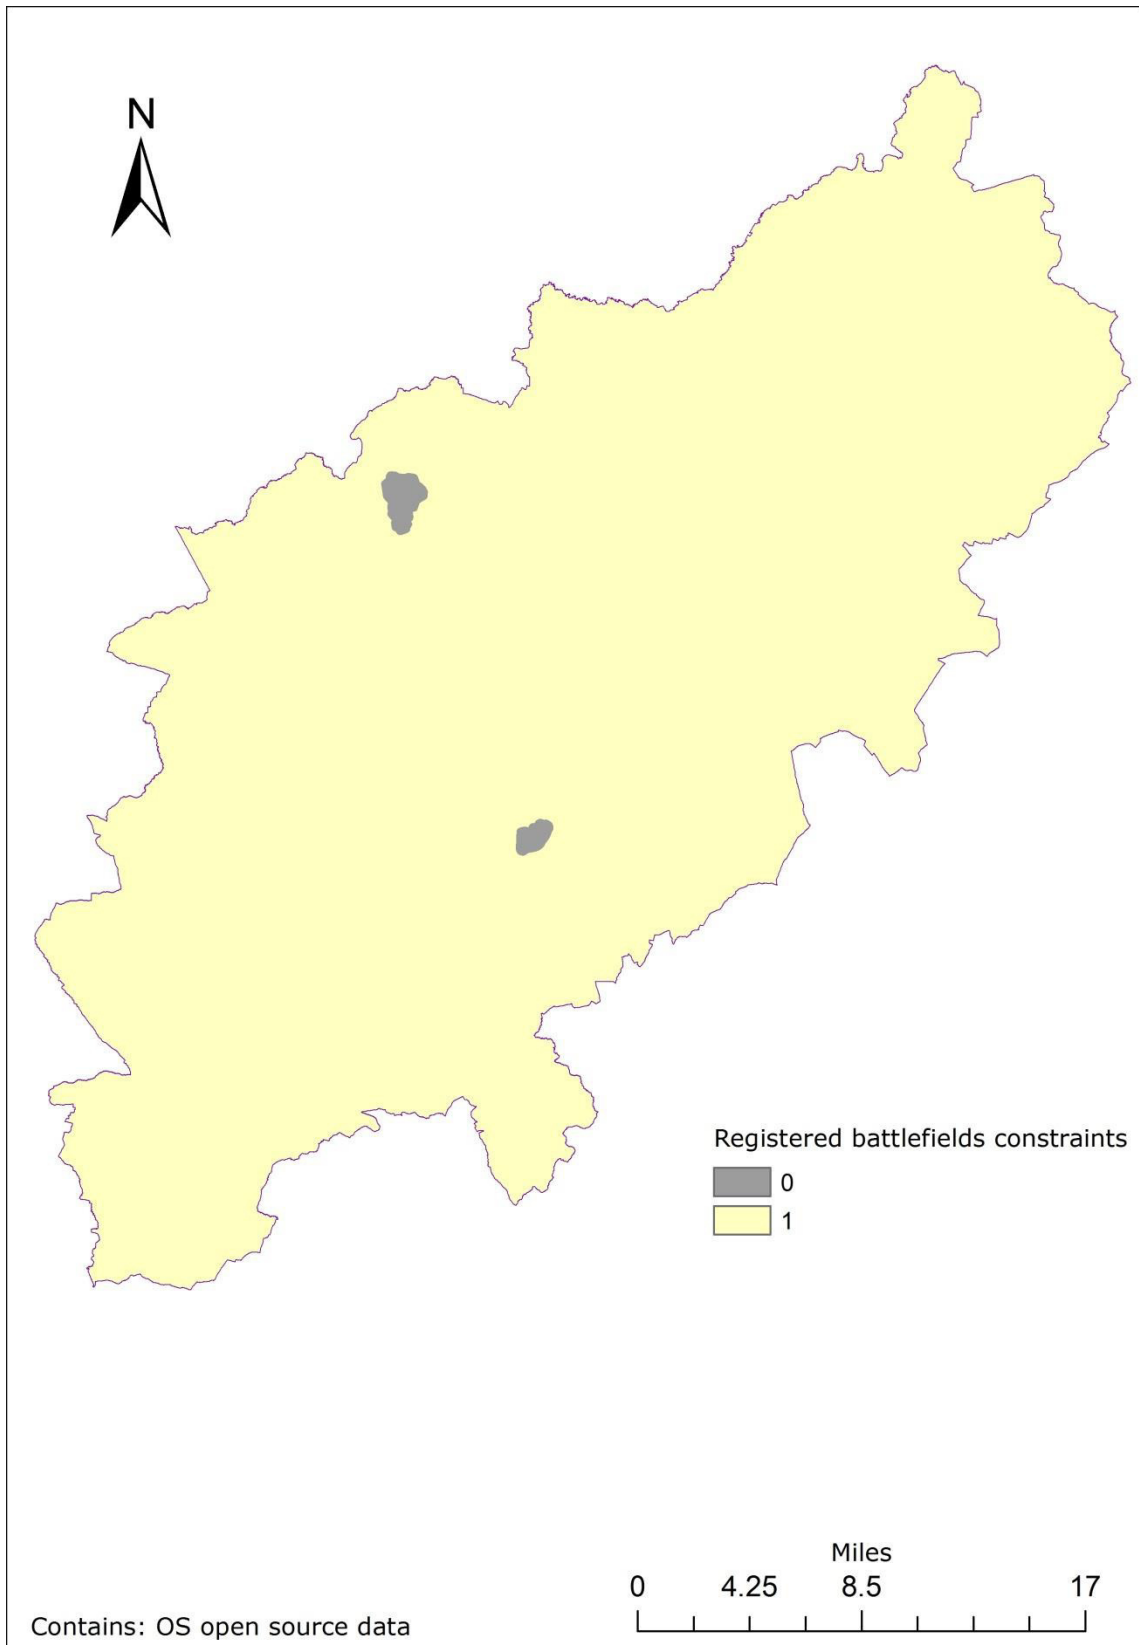 N
Registered battlefields constraints
0
1
Miles
0 4.25 8.5 17
Contains: OS open source data